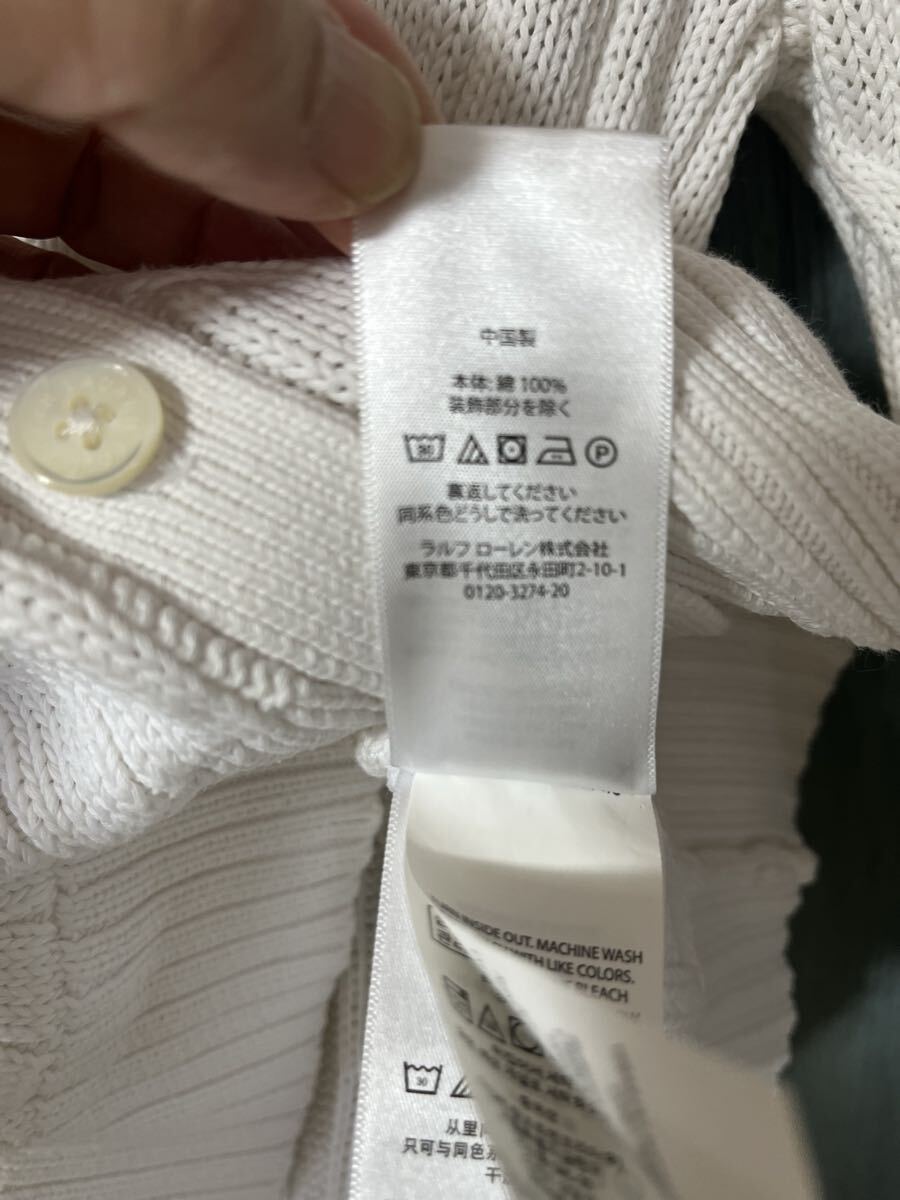 中国製
本体: 綿 100%
装飾部分を除く
30 P
裏返してください
同系色どうしで洗ってください
ラルフ ローレン株式会社
東京都千代田区永田町2-10-1
0120-3274-20
INSIDE OUT. MACHINE WASH
WITH LIKE COLORS.
BLEACH
30
从里
只可与同色
干